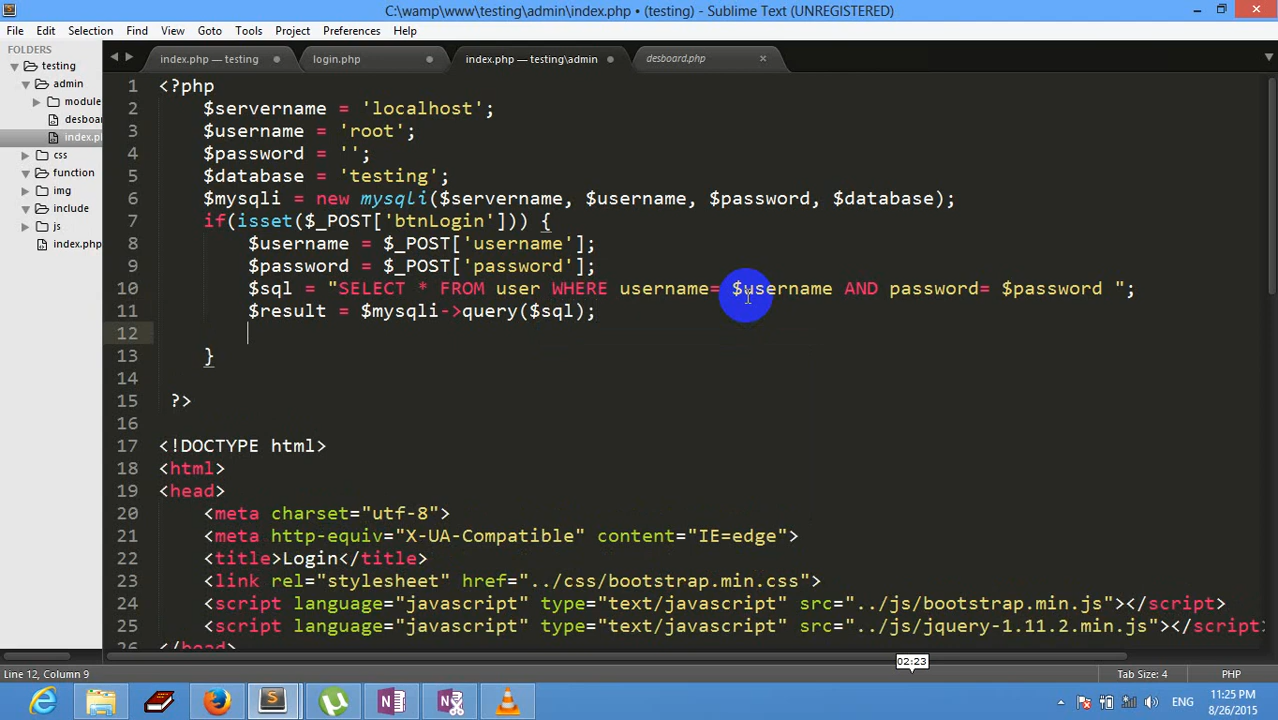 C:\wamp\www\testing\admin\index.php • (testing) - Sublime Text (UNREGISTERED)
File Edit Selection Find View Goto Tools Project Preferences Help
FOLDERS
testing
admin
module
desboa
index.pl
css
function
img
include
js
index.php
index.php — testing
login.php
index.php — testing\admin
desboard.php
1 <?php
2 $servername = 'localhost';
3 $username = 'root';
4 $password = '';
5 $database = 'testing';
6 $mysqli = new mysqli($servername, $username, $password, $database);
7 if(isset($_POST['btnLogin'])) {
8 $username = $_POST['username'];
9 $password = $_POST['password'];
10 $sql = "SELECT * FROM user WHERE username= $username AND password= $password ";
11 $result = $mysqli->query($sql);
12
13 }
14
15 ?>
16
17 <!DOCTYPE html>
18 <html>
19 <head>
20 <meta charset="utf-8">
21 <meta http-equiv="X-UA-Compatible" content="IE=edge">
22 <title>Login</title>
23 <link rel="stylesheet" href="../css/bootstrap.min.css">
24 <script language="javascript" type="text/javascript" src="../js/bootstrap.min.js"></script>
25 <script language="javascript" type="text/javascript" src="../js/jquery-1.11.2.min.js"></script>
26 </head>
02:23
Line 12, Column 9
Tab Size: 4
PHP
ENG
11:25 PM
8/26/2015